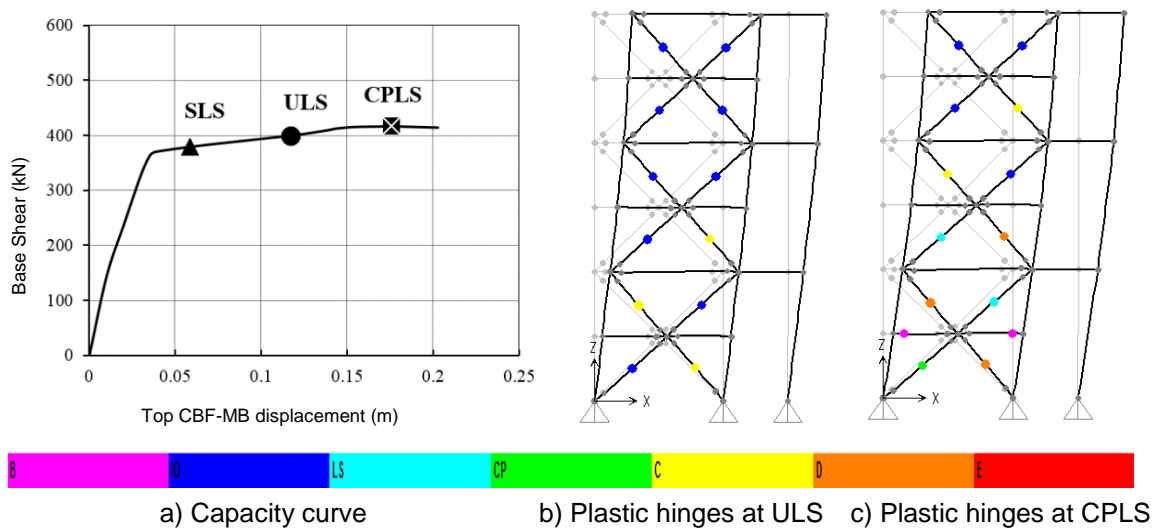 600
500
400
300
200
100
0
Base Shear (kN)
SLS
ULS
CPLS
0 0.05 0.1 0.15 0.2 0.25
Top CBF-MB displacement (m)
Z
X
Z
X
B IO LS CP C D E
a) Capacity curve b) Plastic hinges at ULS c) Plastic hinges at CPLS